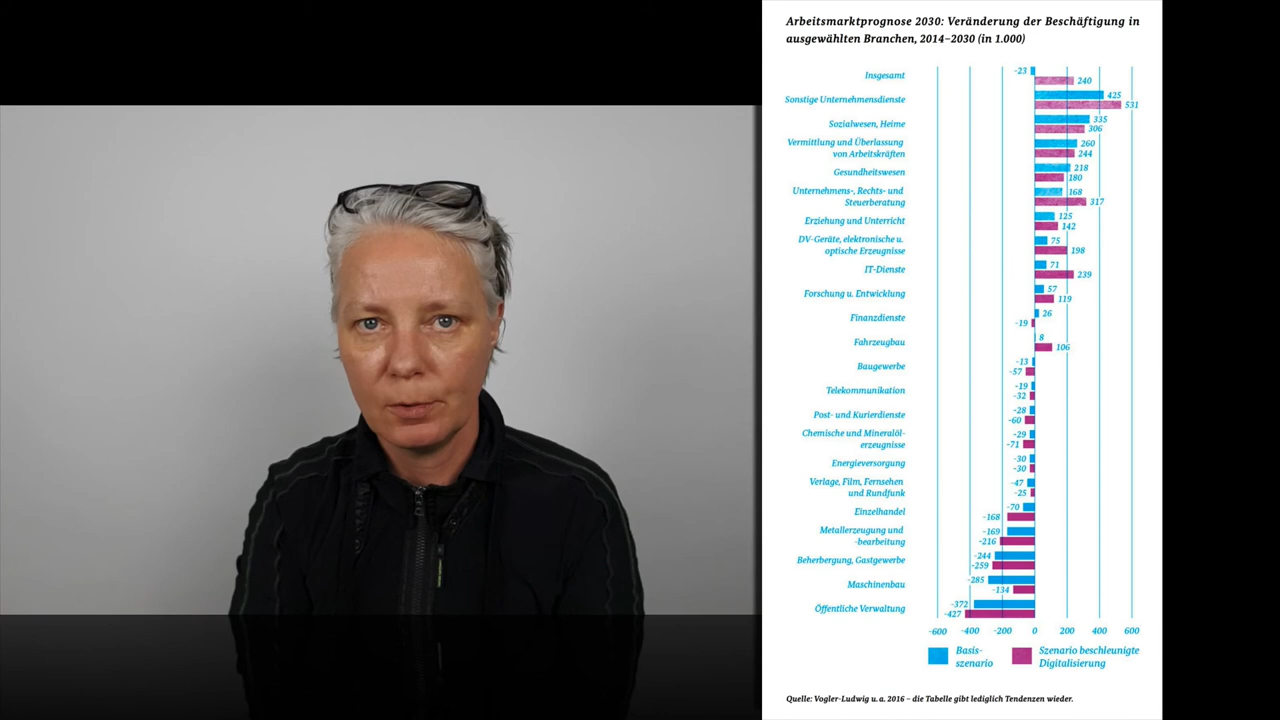 Arbeitsmarktprognose 2030: Veränderung der Beschäftigung in
ausgewählten Branchen, 2014–2030 (in 1.000)
Insgesamt
-23
240
Sonstige Unternehmensdienste
425
531
Sozialwesen, Heime
335
306
Vermittlung und Überlassung
von Arbeitskräften
260
244
Gesundheitswesen
218
180
Unternehmens-, Rechts- und
Steuerberatung
168
317
Erziehung und Unterricht
125
142
DV-Geräte, elektronische u.
optische Erzeugnisse
75
198
IT-Dienste
71
239
Forschung u. Entwicklung
57
119
Finanzdienste
26
-19
Fahrzeugbau
8
106
Baugewerbe
-13
-57
Telekommunikation
-19
-32
Post- und Kurierdienste
-28
-60
Chemische und Mineralöl-
erzeugnisse
-29
-71
Energieversorgung
-30
-30
Verlage, Film, Fernsehen
und Rundfunk
-47
-25
Einzelhandel
-70
-168
Metallerzeugung und
-bearbeitung
-169
-216
Beherbergung, Gastgewerbe
-244
-259
Maschinenbau
-285
-134
Öffentliche Verwaltung
-372
-427
-600 -400 -200 0 200 400 600
Basis-
szenario
Szenario beschleunigte
Digitalisierung
Quelle: Vogler-Ludwig u. a. 2016 – die Tabelle gibt lediglich Tendenzen wieder.